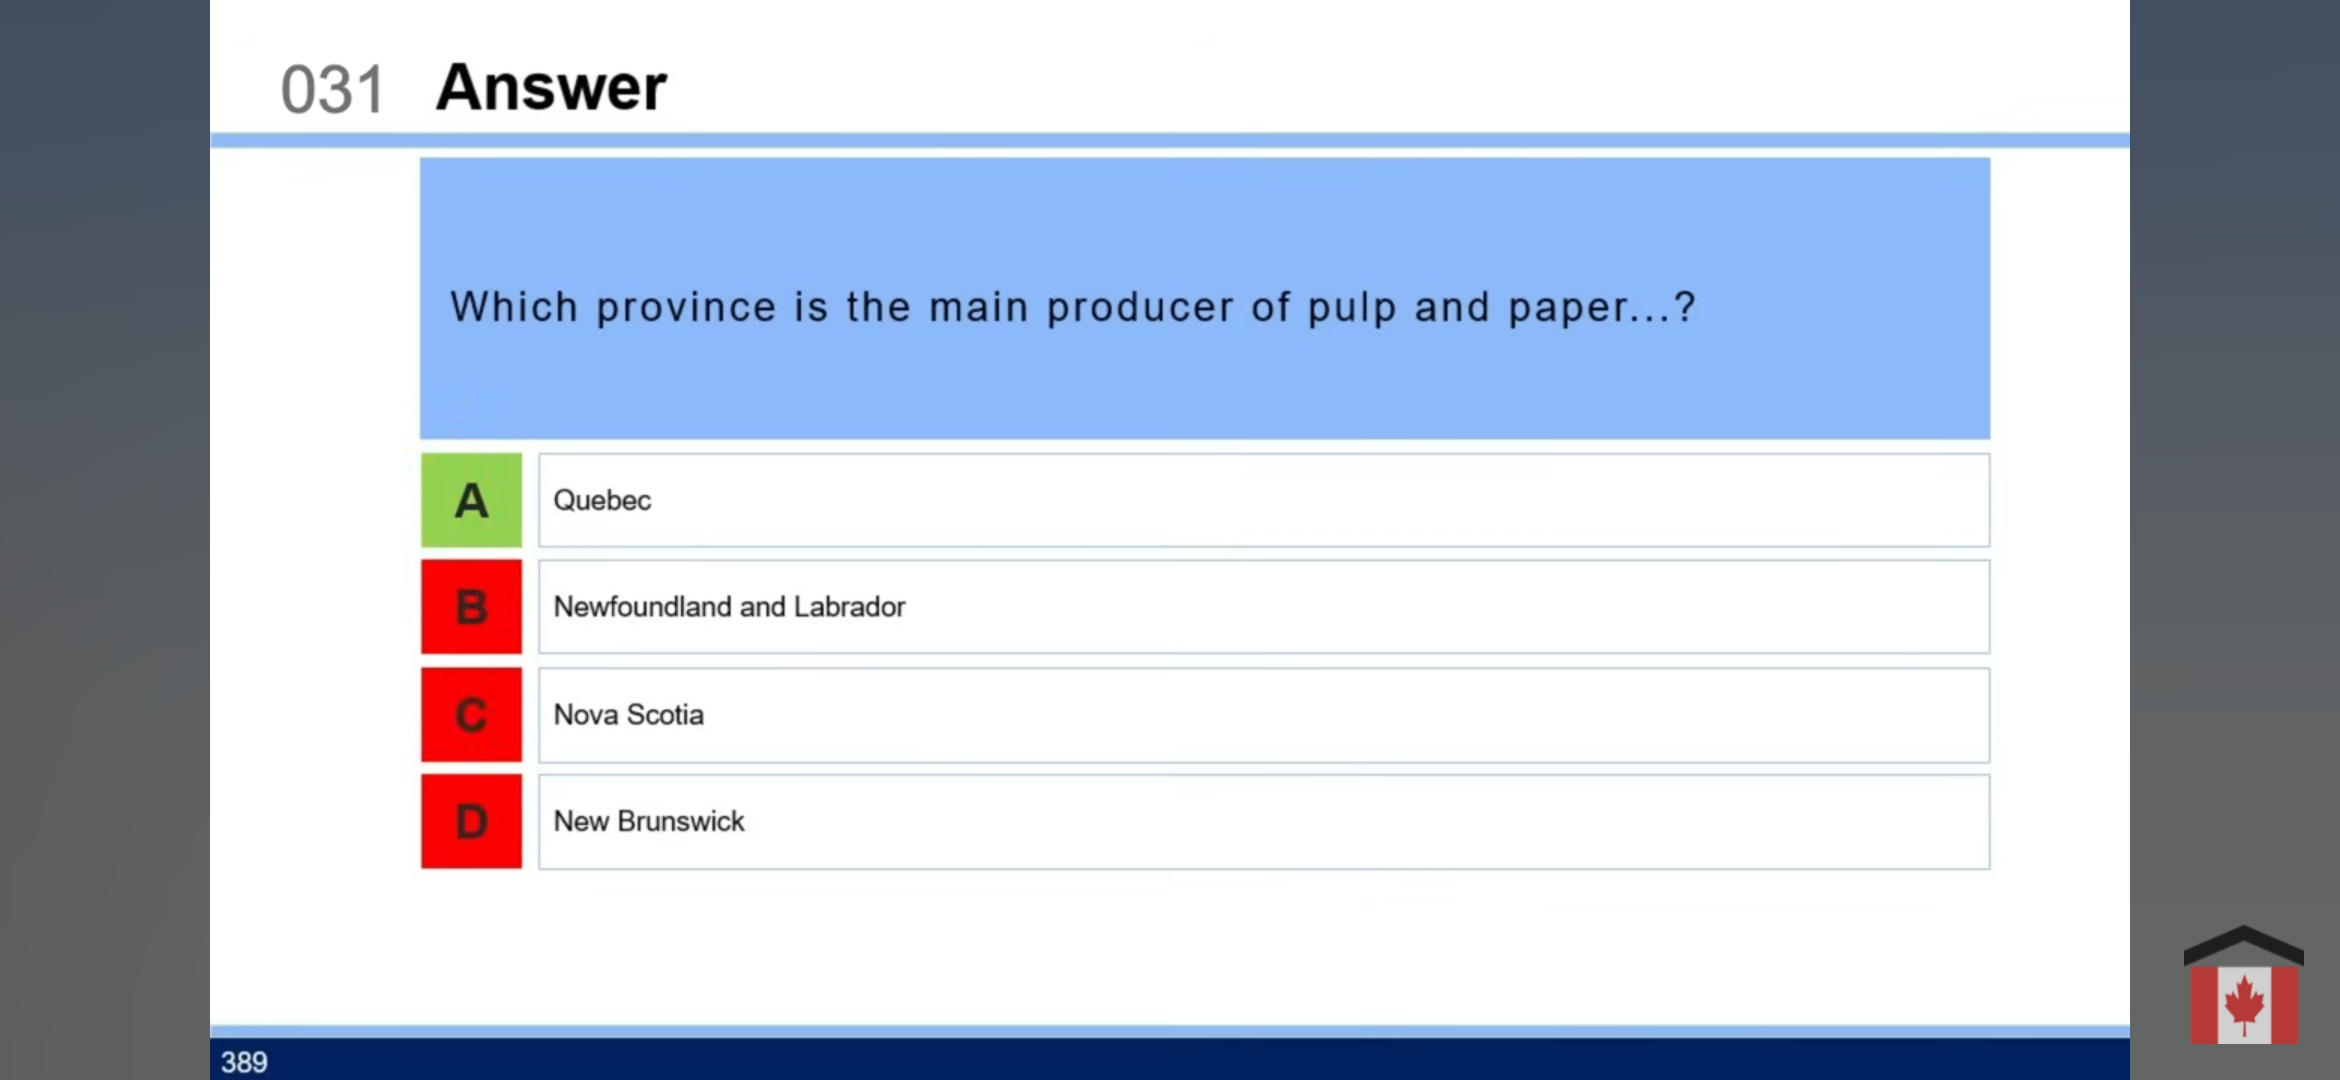 031 Answer
Which province is the main producer of pulp and paper...?
A Quebec
B Newfoundland and Labrador
C Nova Scotia
D New Brunswick
389